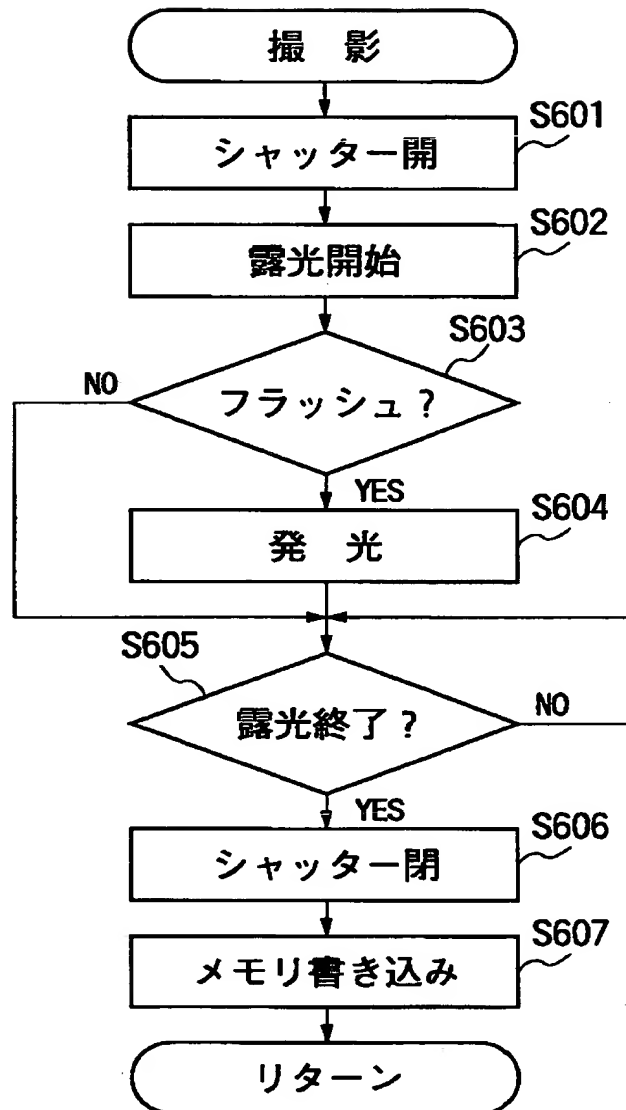 撮 影
S601
シャッター開
S602
露光開始
S603
NO
フラッシュ?
YES
S604
発 光
S605
露光終了?
NO
YES
S606
シャッター閉
S607
メモリ書き込み
リターン